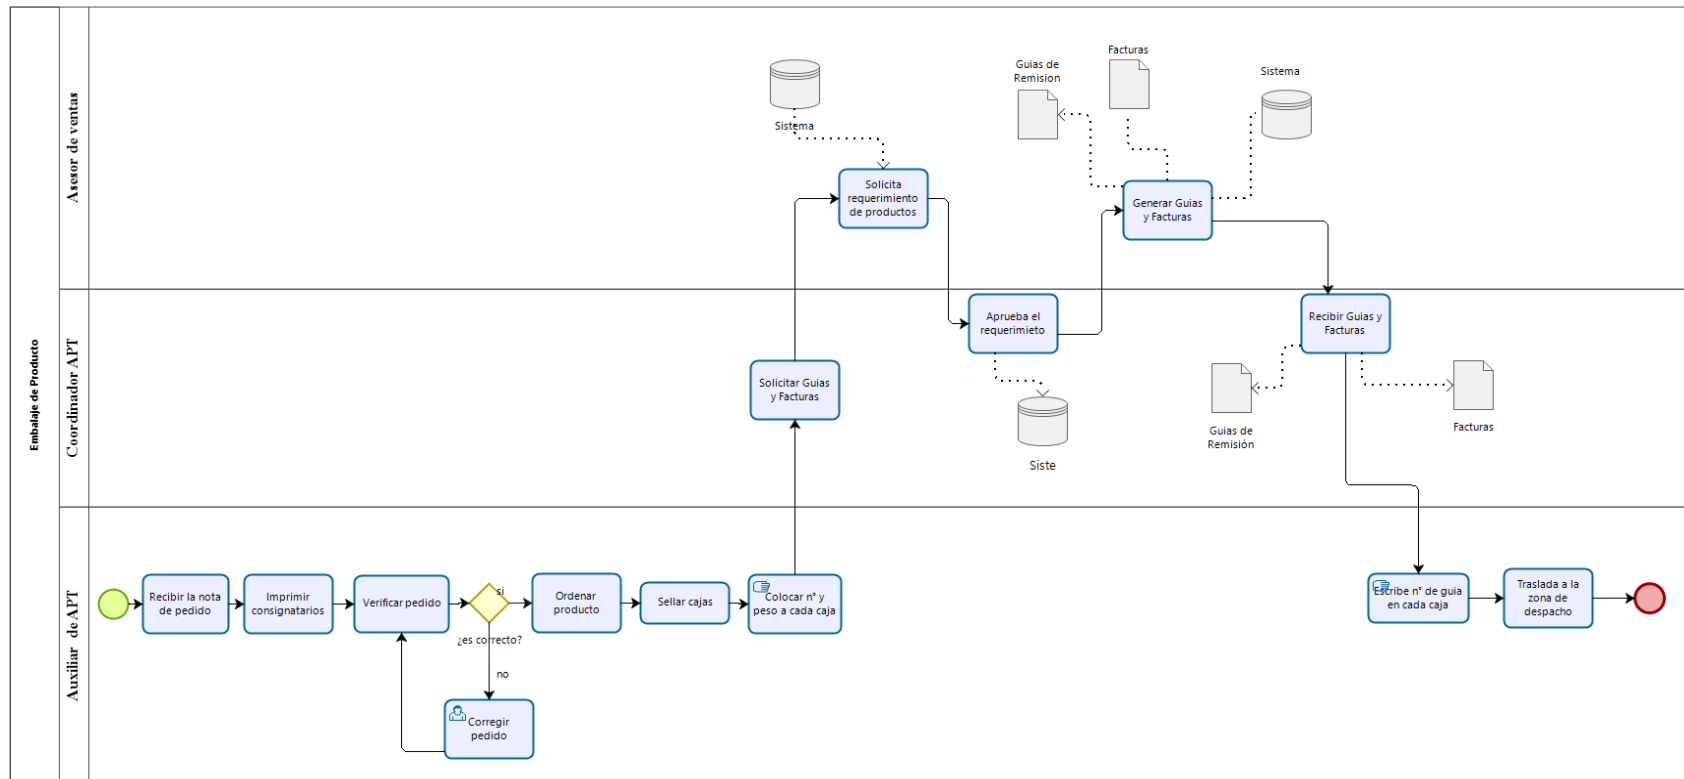 Embalaje de Producto
Asesor de ventas
Sistema
Solicita
requerimiento
de productos
Guias de
Remision
Facturas
Sistema
Generar Guias
y Facturas
Coordinador APT
Solicitar Guias
y Facturas
Aprueba el
requerimieto
Siste
Recibir Guias y
Facturas
Guias de
Remisión
Facturas
Auxiliar de APT
Recibir la nota
de pedido
Imprimir
consignatarios
Verificar pedido
si
¿es correcto?
no
Corregir
pedido
Ordenar
producto
Sellar cajas
Colocar n° y
peso a cada caja
Escribe n° de guia
en cada caja
Traslada a la
zona de
despacho